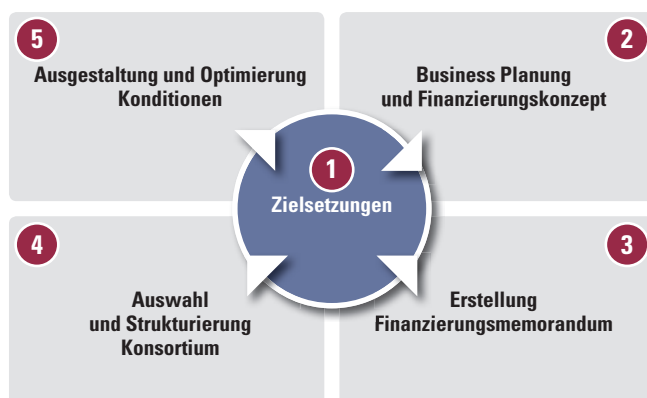 5
Ausgestaltung und Optimierung
Konditionen
2
Business Planung
und Finanzierungskonzept
1
Zielsetzungen
4
Auswahl
und Strukturierung
Konsortium
3
Erstellung
Finanzierungsmemorandum